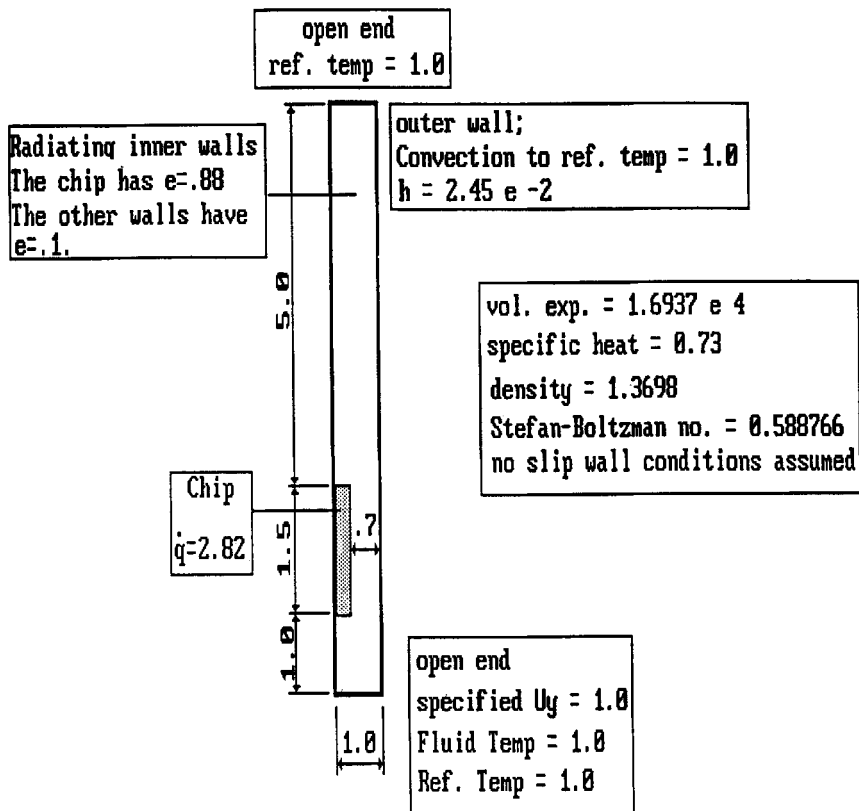 open end
ref. temp = 1.0
outer wall;
Convection to ref. temp = 1.0
h = 2.45 e -2
Radiating inner walls
The chip has e=.88
The other walls have
e=.1.
5.0
vol. exp. = 1.6937 e 4
specific heat = 0.73
density = 1.3698
Stefan-Boltzman no. = 0.588766
no slip wall conditions assumed
Chip
q̇=2.82
.7
1.5
1.0
open end
specified Uy = 1.0
Fluid Temp = 1.0
Ref. Temp = 1.0
1.0